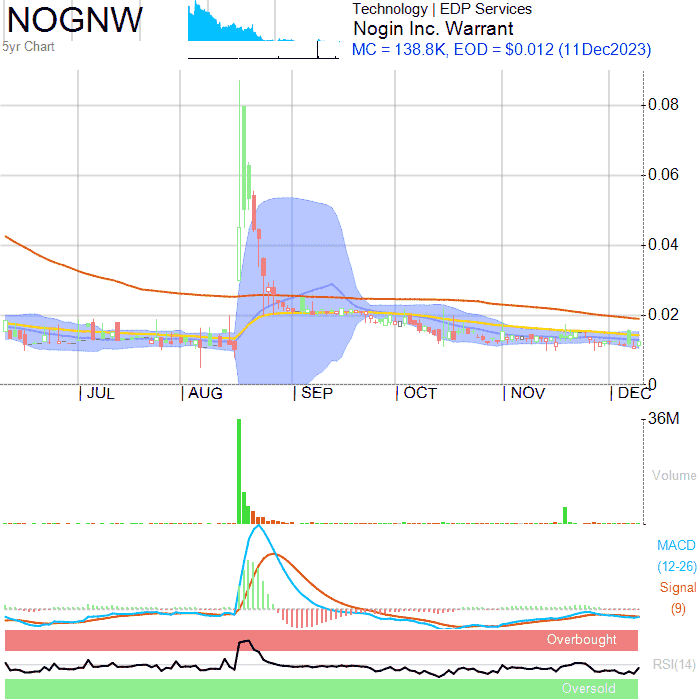 NOGNW
5yr Chart
Technology | EDP Services
Nogin Inc. Warrant
MC = 138.8K, EOD = $0.012 (11Dec2023)
0.08
0.06
0.04
0.02
0
JUL AUG SEP OCT NOV DEC
36M
Volume
MACD
(12-26)
Signal
(9)
Overbought
RSI(14)
Oversold